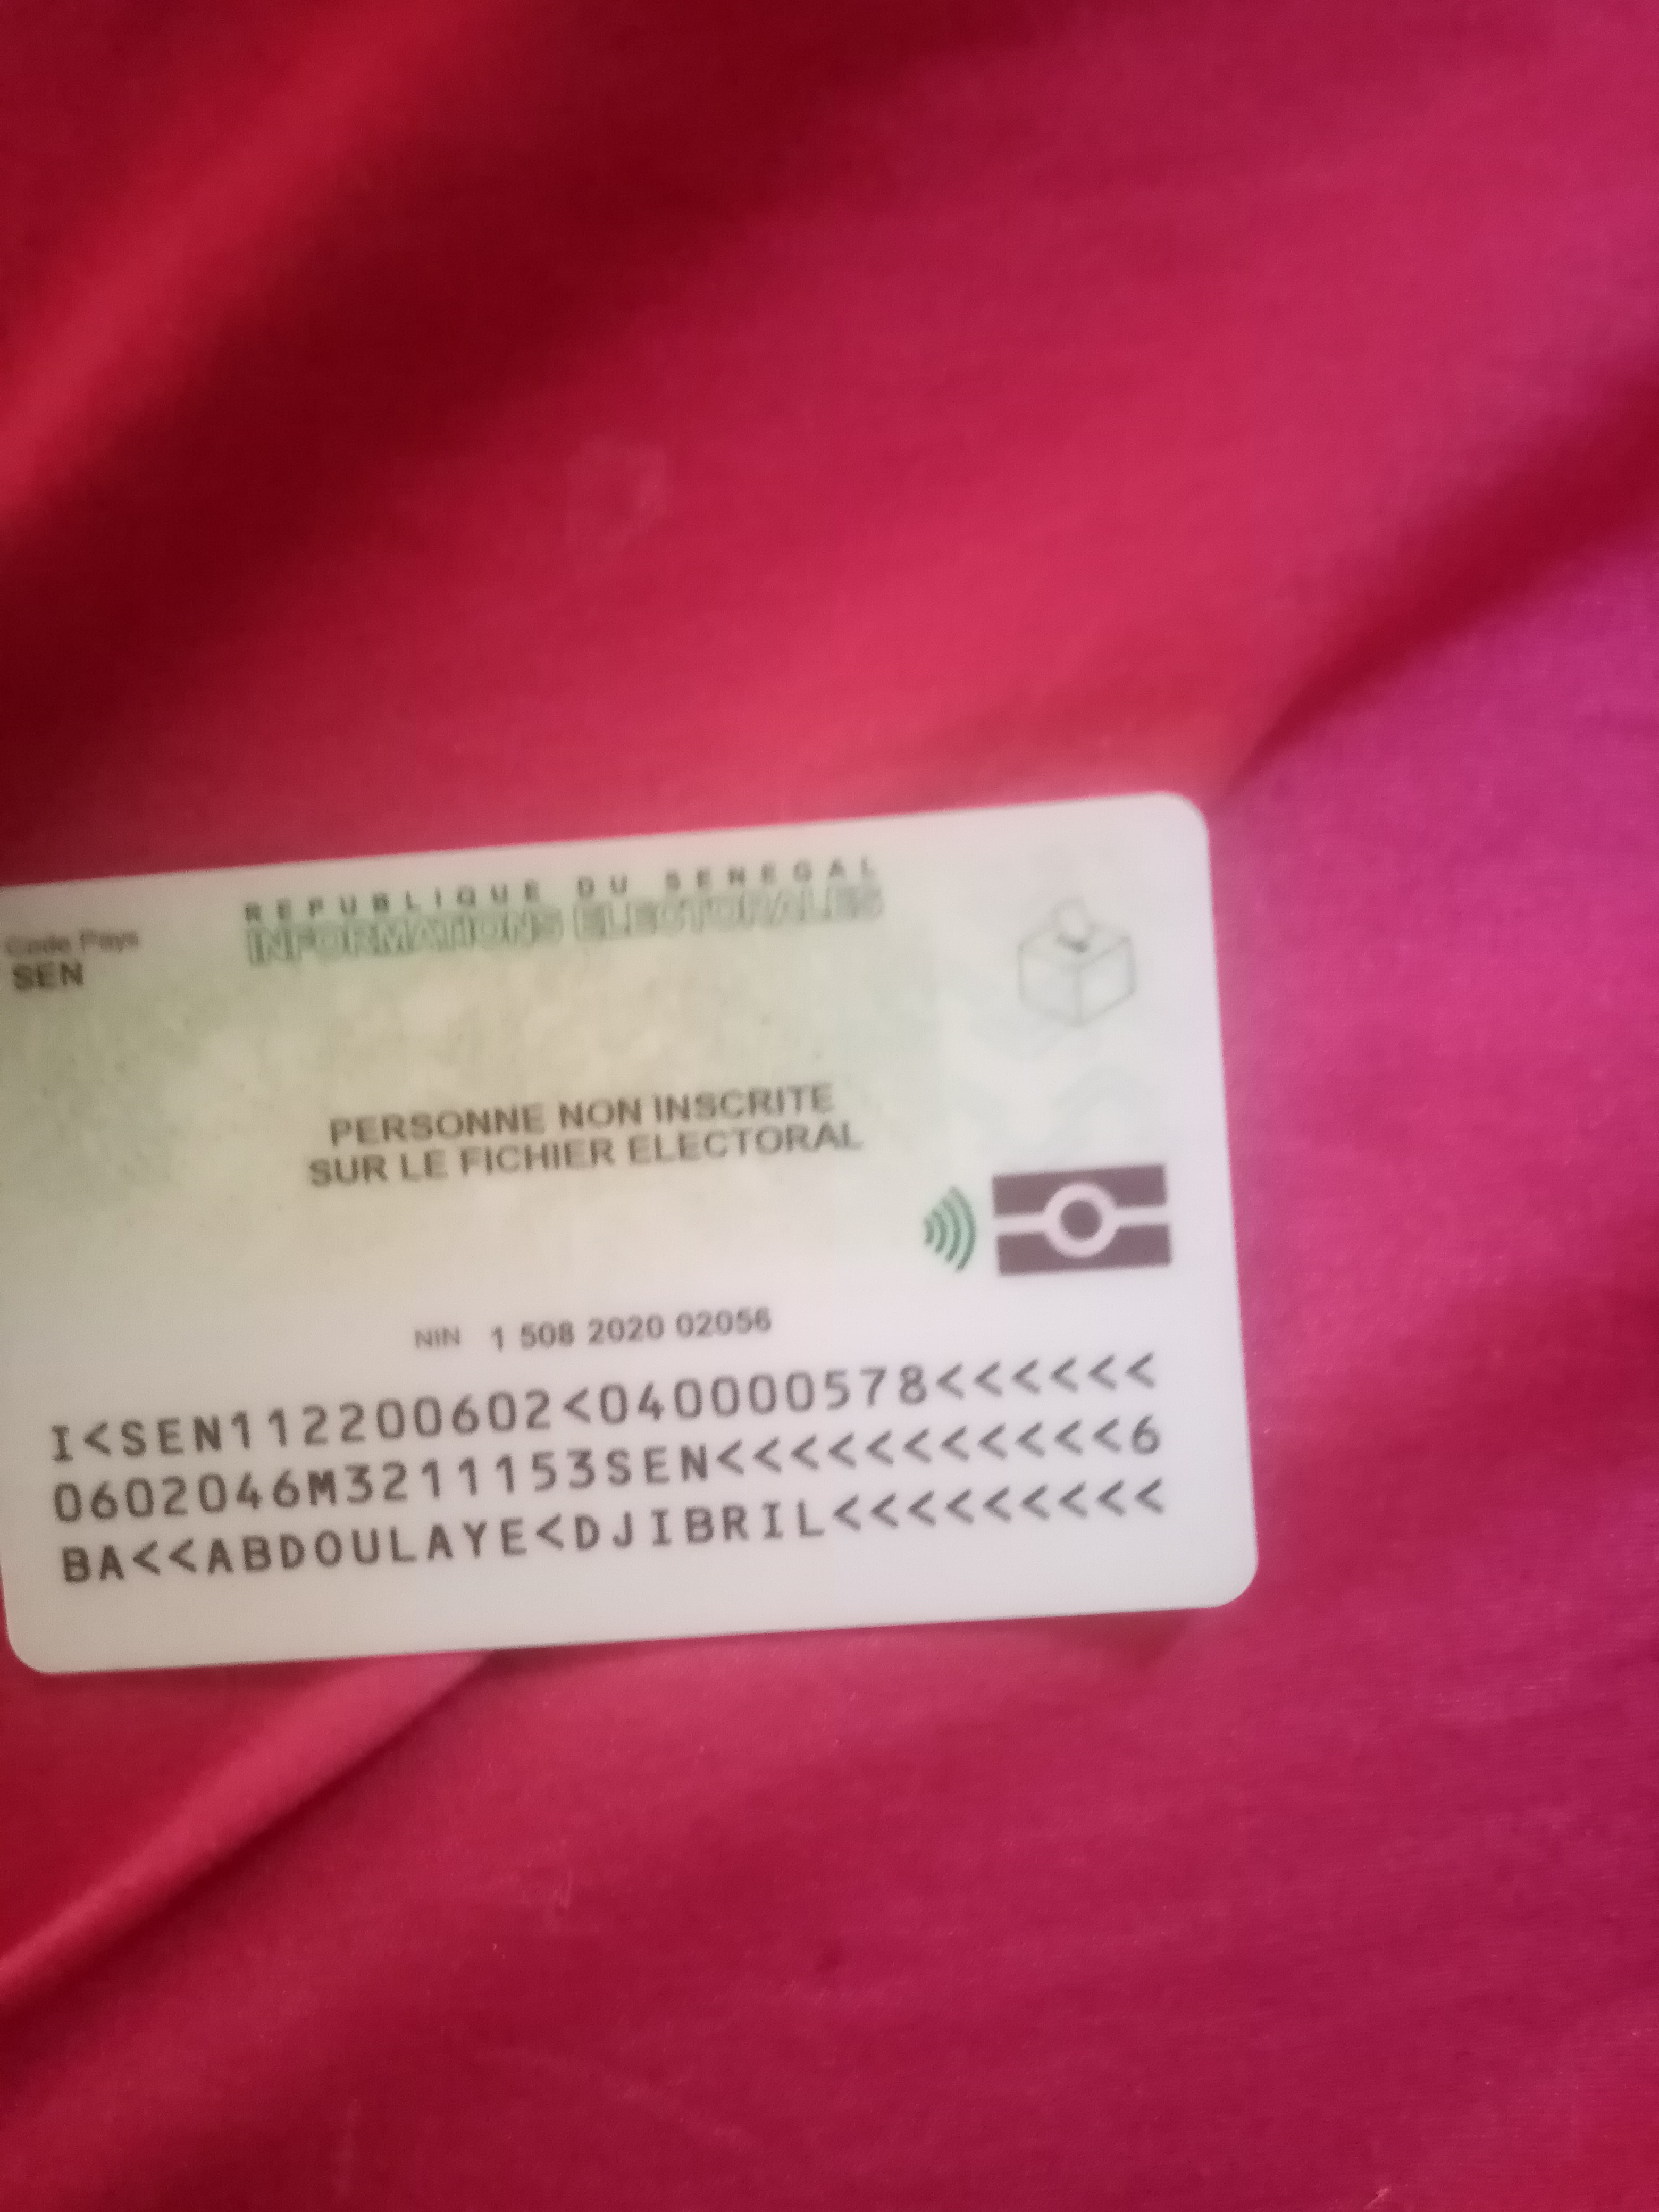 REPUBLIQUE DU SENEGAL
INFORMATIONS ELECTORALES
Code Pays
SEN
PERSONNE NON INSCRITE
SUR LE FICHIER ELECTORAL
NIN 1 508 2020 02056
I<SEN112200602<040000578<<<<<<
0602046M3211153SEN<<<<<<<<<<<6
BA<<ABDOULAYE<DJIBRIL<<<<<<<<<